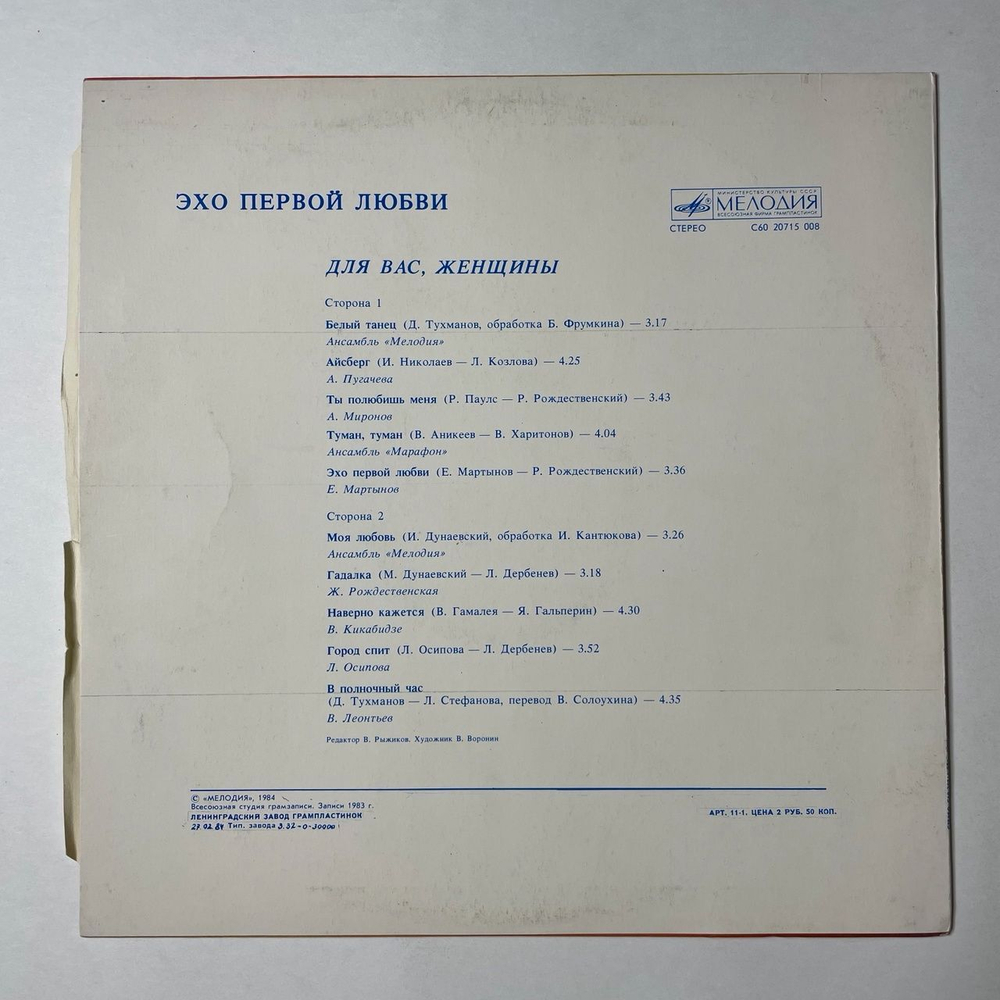 ЭХО ПЕРВОЙ ЛЮБВИ
МИНИСТЕРСТВО КУЛЬТУРЫ СССР
МЕЛОДИЯ
ВСЕСОЮЗНАЯ ФИРМА ГРАМПЛАСТИНОК
СТЕРЕО С60 20715 008
ДЛЯ ВАС, ЖЕНЩИНЫ
Сторона 1
Белый танец (Д. Тухманов, обработка Б. Фрумкина) — 3.17
Ансамбль «Мелодия»
Айсберг (И. Николаев — Л. Козлова) — 4.25
А. Пугачева
Ты полюбишь меня (Р. Паулс — Р. Рождественский) — 3.43
А. Миронов
Туман, туман (В. Аникеев — В. Харитонов) — 4.04
Ансамбль «Марафон»
Эхо первой любви (Е. Мартынов — Р. Рождественский) — 3.36
Е. Мартынов
Сторона 2
Моя любовь (И. Дунаевский, обработка И. Кантюкова) — 3.26
Ансамбль «Мелодия»
Гадалка (М. Дунаевский — Л. Дербенев) — 3.18
Ж. Рождественская
Наверно кажется (В. Гамалея — Я. Гальперин) — 4.30
В. Кикабидзе
Город спит (Л. Осипова — Л. Дербенев) — 3.52
Л. Осипова
В полночный час
(Д. Тухманов — Л. Стефанова, перевод В. Солоухина) — 4.35
В. Леонтьев
Редактор В. Рыжиков. Художник В. Воронин
© «МЕЛОДИЯ», 1984
Всесоюзная студия грамзаписи. Записи 1983 г.
ЛЕНИНГРАДСКИЙ ЗАВОД ГРАМПЛАСТИНОК
27.02.84 Тип. завода З.32-0-30000
АРТ. 11-1. ЦЕНА 2 РУБ. 50 КОП.